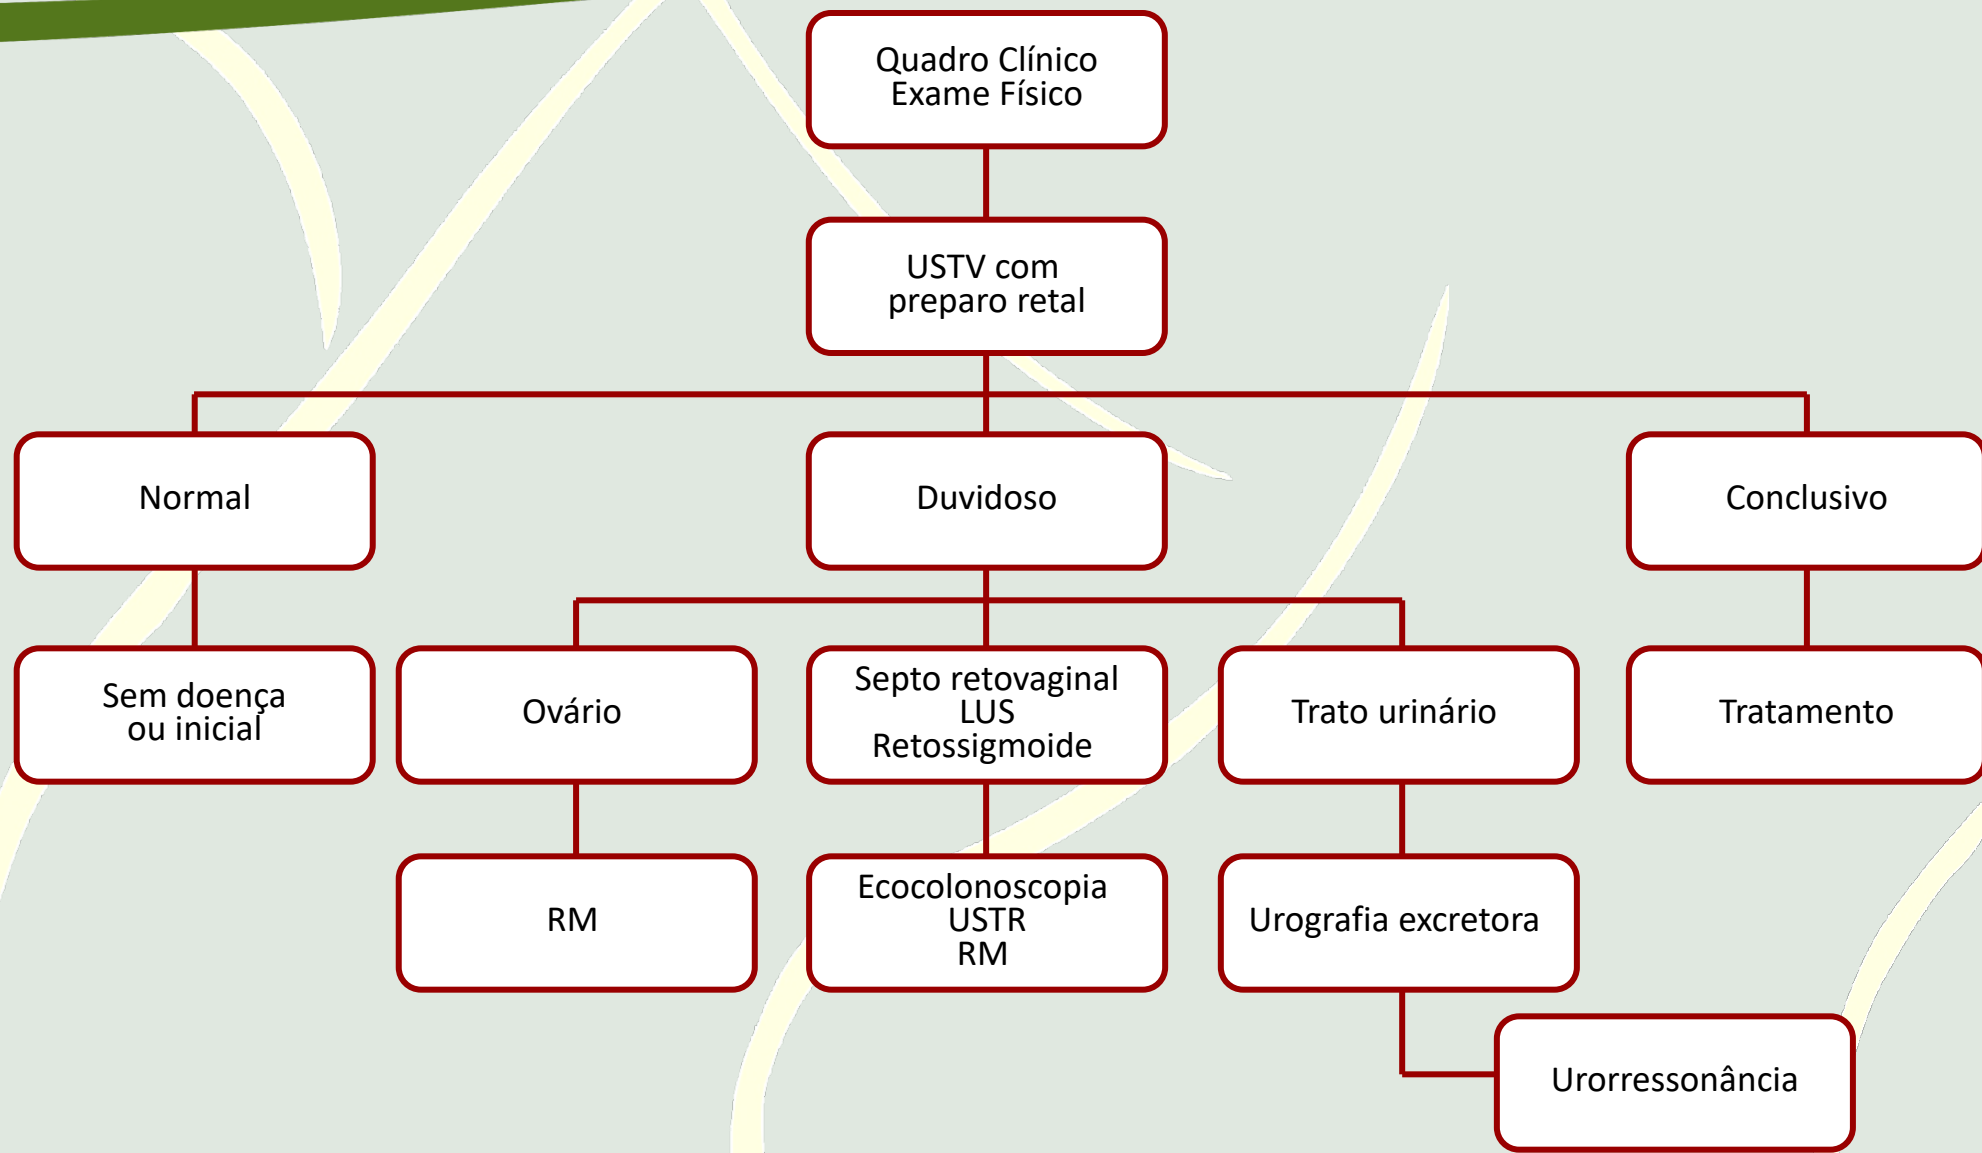 Quadro Clínico
Exame Físico
USTV com
preparo retal
Normal
Duvidoso
Conclusivo
Sem doença
ou inicial
Ovário
Septo retovaginal
LUS
Retossigmoide
Trato urinário
Tratamento
RM
Ecocolonoscopia
USTR
RM
Urografia excretora
Urorressonância